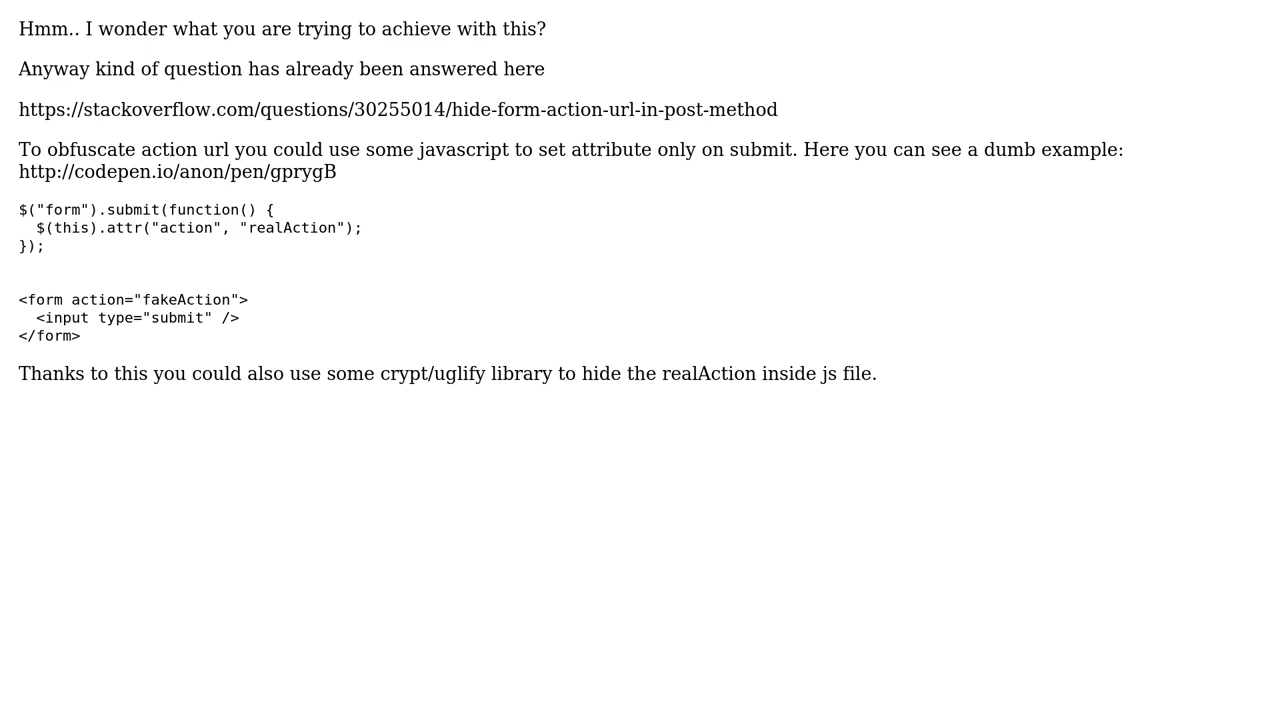 Hmm.. I wonder what you are trying to achieve with this?
Anyway kind of question has already been answered here
https://stackoverflow.com/questions/30255014/hide-form-action-url-in-post-method
To obfuscate action url you could use some javascript to set attribute only on submit. Here you can see a dumb example:
http://codepen.io/anon/pen/gprygB
$("form").submit(function() {
  $(this).attr("action", "realAction");
});
<form action="fakeAction">
  <input type="submit" />
</form>
Thanks to this you could also use some crypt/uglify library to hide the realAction inside js file.